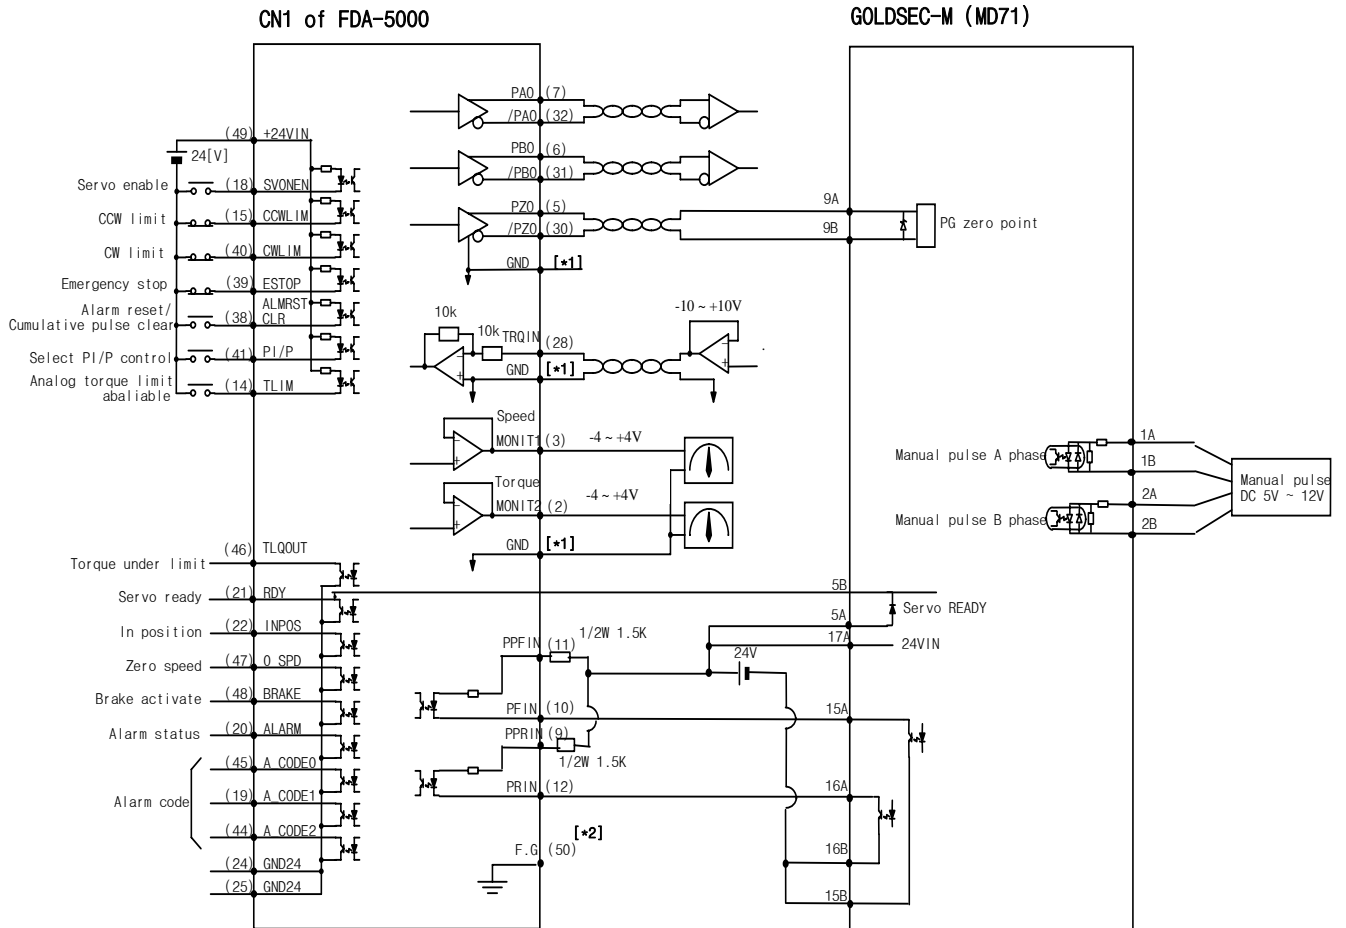 CN1 of FDA-5000
GOLDSEC-M (MD71)
(49) +24VIN
24[V]
Servo enable (18) SVONEN
CCW limit (15) CCWLIM
CW limit (40) CWLIM
Emergency stop (39) ESTOP
Alarm reset/
Cumulative pulse clear (38) ALMRST
CLR
Select PI/P control (41) PI/P
Analog torque limit
abaliable (14) TLIM
PAO (7)
/PAO (32)
PBO (6)
/PBO (31)
PZO (5)
/PZO (30)
GND [*1]
9A
9B
PG zero point
10k
10k
TRQIN (28)
GND [*1]
-10 ~ +10V
Speed
MONIT1 (3) -4 ~ +4V
Torque
MONIT2 (2) -4 ~ +4V
GND [*1]
Manual pulse A phase
1A
1B
Manual pulse B phase
2A
2B
Manual pulse
DC 5V ~ 12V
Torque under limit (46) TLQOUT
Servo ready (21) RDY
In position (22) INPOS
Zero speed (47) 0 SPD
Brake activate (48) BRAKE
Alarm status (20) ALARM
Alarm code
(45) A CODE0
(19) A_CODE1
(44) A CODE2
(24) GND24
(25) GND24
5B
Servo READY
5A
17A
24VIN
PPFIN (11) 1/2W 1.5K
24V
PFIN (10)
15A
PPRIN (9)
1/2W 1.5K
PRIN (12)
16A
[*2]
F.G (50)
16B
15B